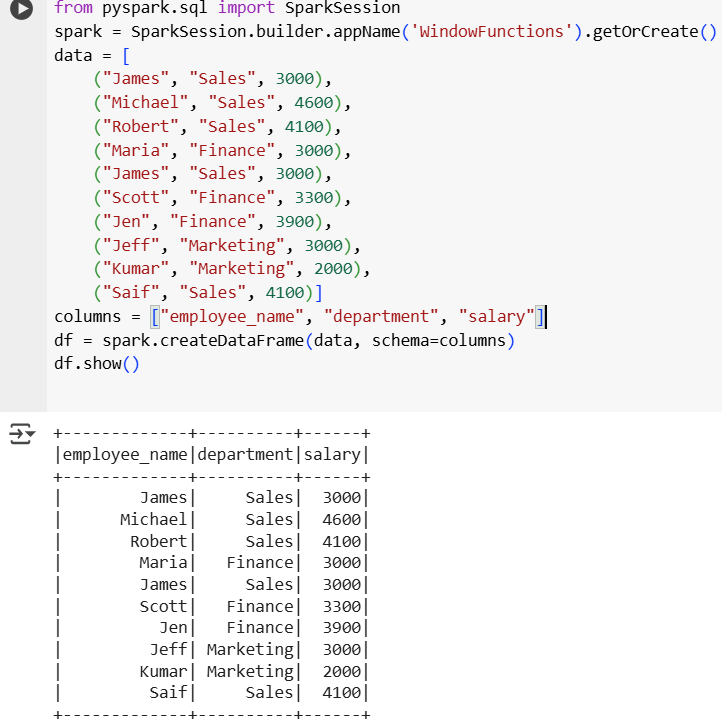 from pyspark.sql import SparkSession
spark = SparkSession.builder.appName('WindowFunctions').getOrCreate()
data = [
    ("James", "Sales", 3000),
    ("Michael", "Sales", 4600),
    ("Robert", "Sales", 4100),
    ("Maria", "Finance", 3000),
    ("James", "Sales", 3000),
    ("Scott", "Finance", 3300),
    ("Jen", "Finance", 3900),
    ("Jeff", "Marketing", 3000),
    ("Kumar", "Marketing", 2000),
    ("Saif", "Sales", 4100)]
columns = ["employee_name", "department", "salary"]
df = spark.createDataFrame(data, schema=columns)
df.show()
+-------------+----------+------+
|employee_name|department|salary|
+-------------+----------+------+
|        James|     Sales|  3000|
|      Michael|     Sales|  4600|
|       Robert|     Sales|  4100|
|        Maria|   Finance|  3000|
|        James|     Sales|  3000|
|        Scott|   Finance|  3300|
|          Jen|   Finance|  3900|
|         Jeff| Marketing|  3000|
|        Kumar| Marketing|  2000|
|         Saif|     Sales|  4100|
+-------------+----------+------+